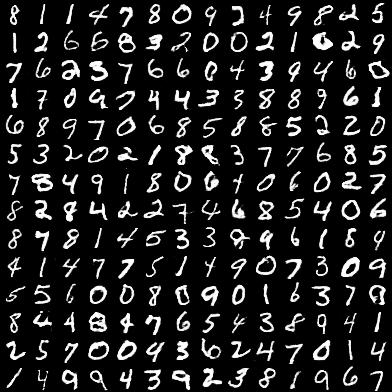 8 1 1 4 7 8 0 9 3 4 9 8 2 5
1 2 6 6 8 3 2 0 0 2 1 0 2 9
7 6 2 3 7 6 6 0 4 3 9 4 6 0
1 7 0 9 7 4 4 3 3 8 8 9 6 1
6 8 9 7 0 6 8 5 8 8 5 2 2 0
5 3 2 0 2 1 8 8 3 7 7 6 8 5
7 8 4 9 1 8 0 6 1 0 6 0 2 7
8 2 8 4 2 2 7 4 6 8 5 4 0 6
8 7 8 1 4 5 3 3 9 9 6 1 8 9
4 1 4 7 7 5 1 4 9 0 7 3 0 9
5 5 6 0 0 8 0 9 0 1 6 3 7 0
8 4 4 8 4 7 6 5 4 3 8 9 4 1
2 5 7 0 0 4 3 6 2 4 7 0 1 4
1 4 9 9 4 3 9 2 3 8 1 9 6 7